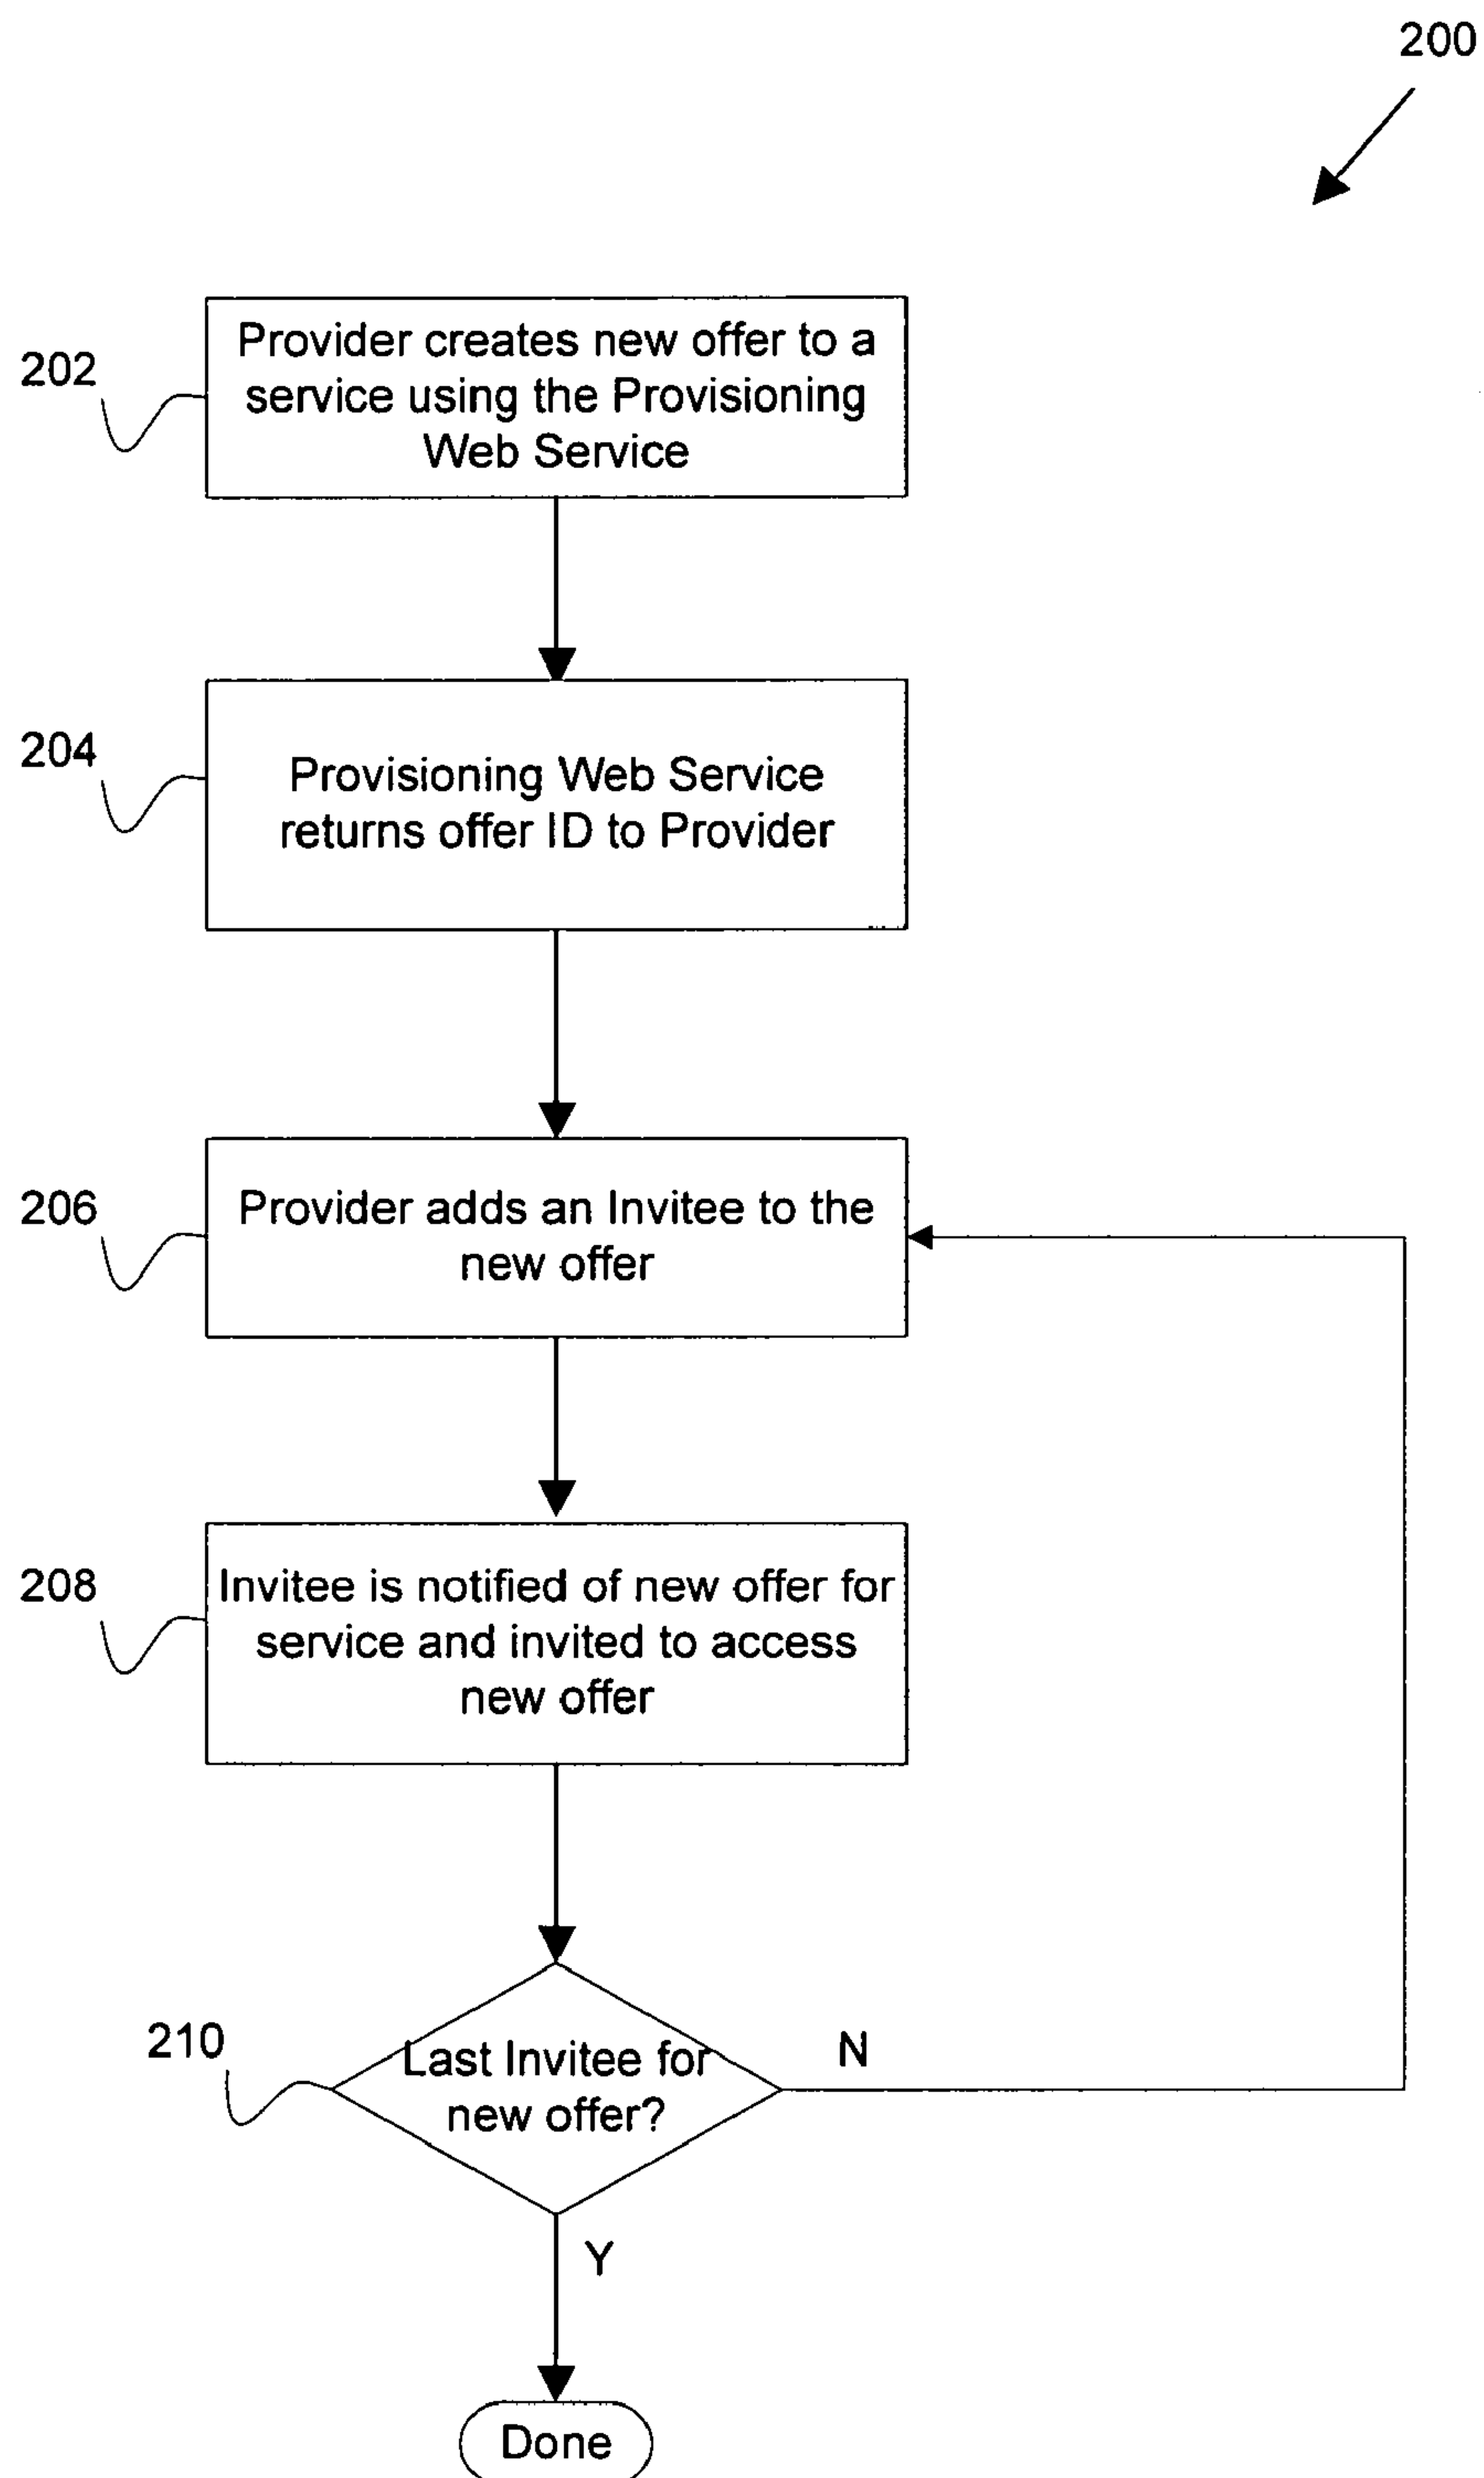 200
202
Provider creates new offer to a
service using the Provisioning
Web Service
204
Provisioning Web Service
returns offer ID to Provider
206
Provider adds an Invitee to the
new offer
208
Invitee is notified of new offer for
service and invited to access
new offer
210
Last Invitee for
new offer?
N
Y
Done